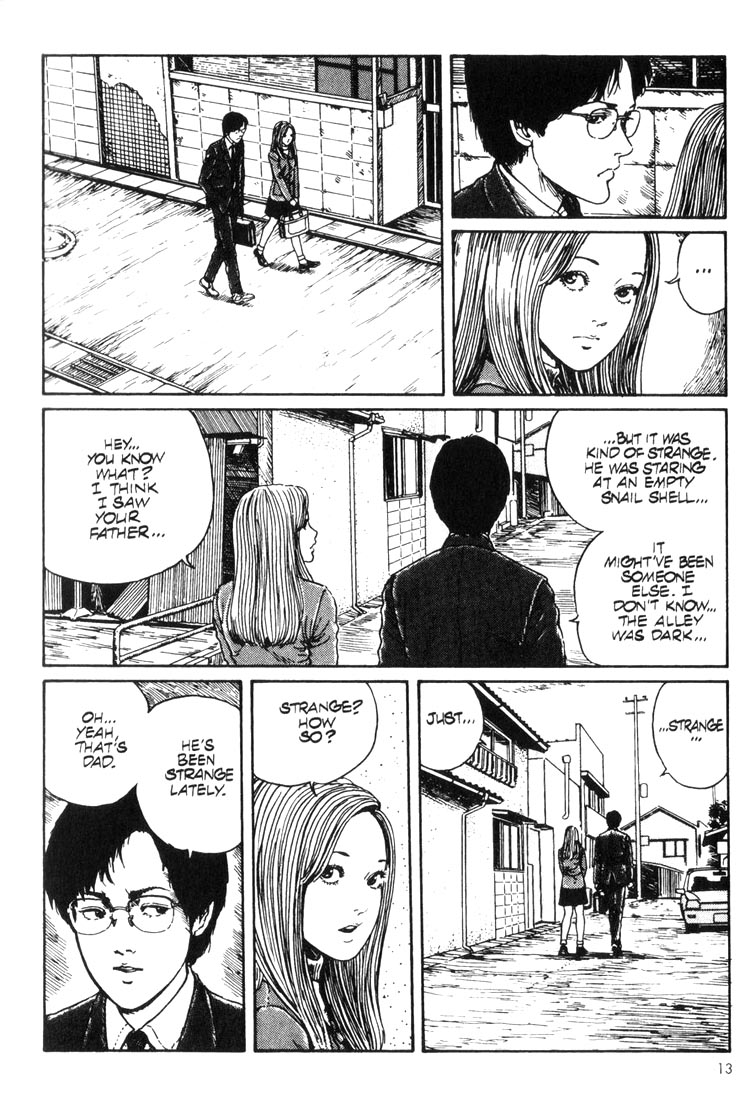 ...
HEY...
YOU KNOW
WHAT?
I THINK
I SAW
YOUR
FATHER...
...BUT IT WAS
KIND OF STRANGE.
HE WAS STARING
AT AN EMPTY
SNAIL SHELL...
IT
MIGHT'VE BEEN
SOMEONE
ELSE. I
DON'T KNOW...
THE ALLEY
WAS DARK...
OH...
YEAH,
THAT'S
DAD.
HE'S
BEEN
STRANGE
LATELY.
STRANGE?
HOW
SO?
JUST...
...STRANGE
...
13